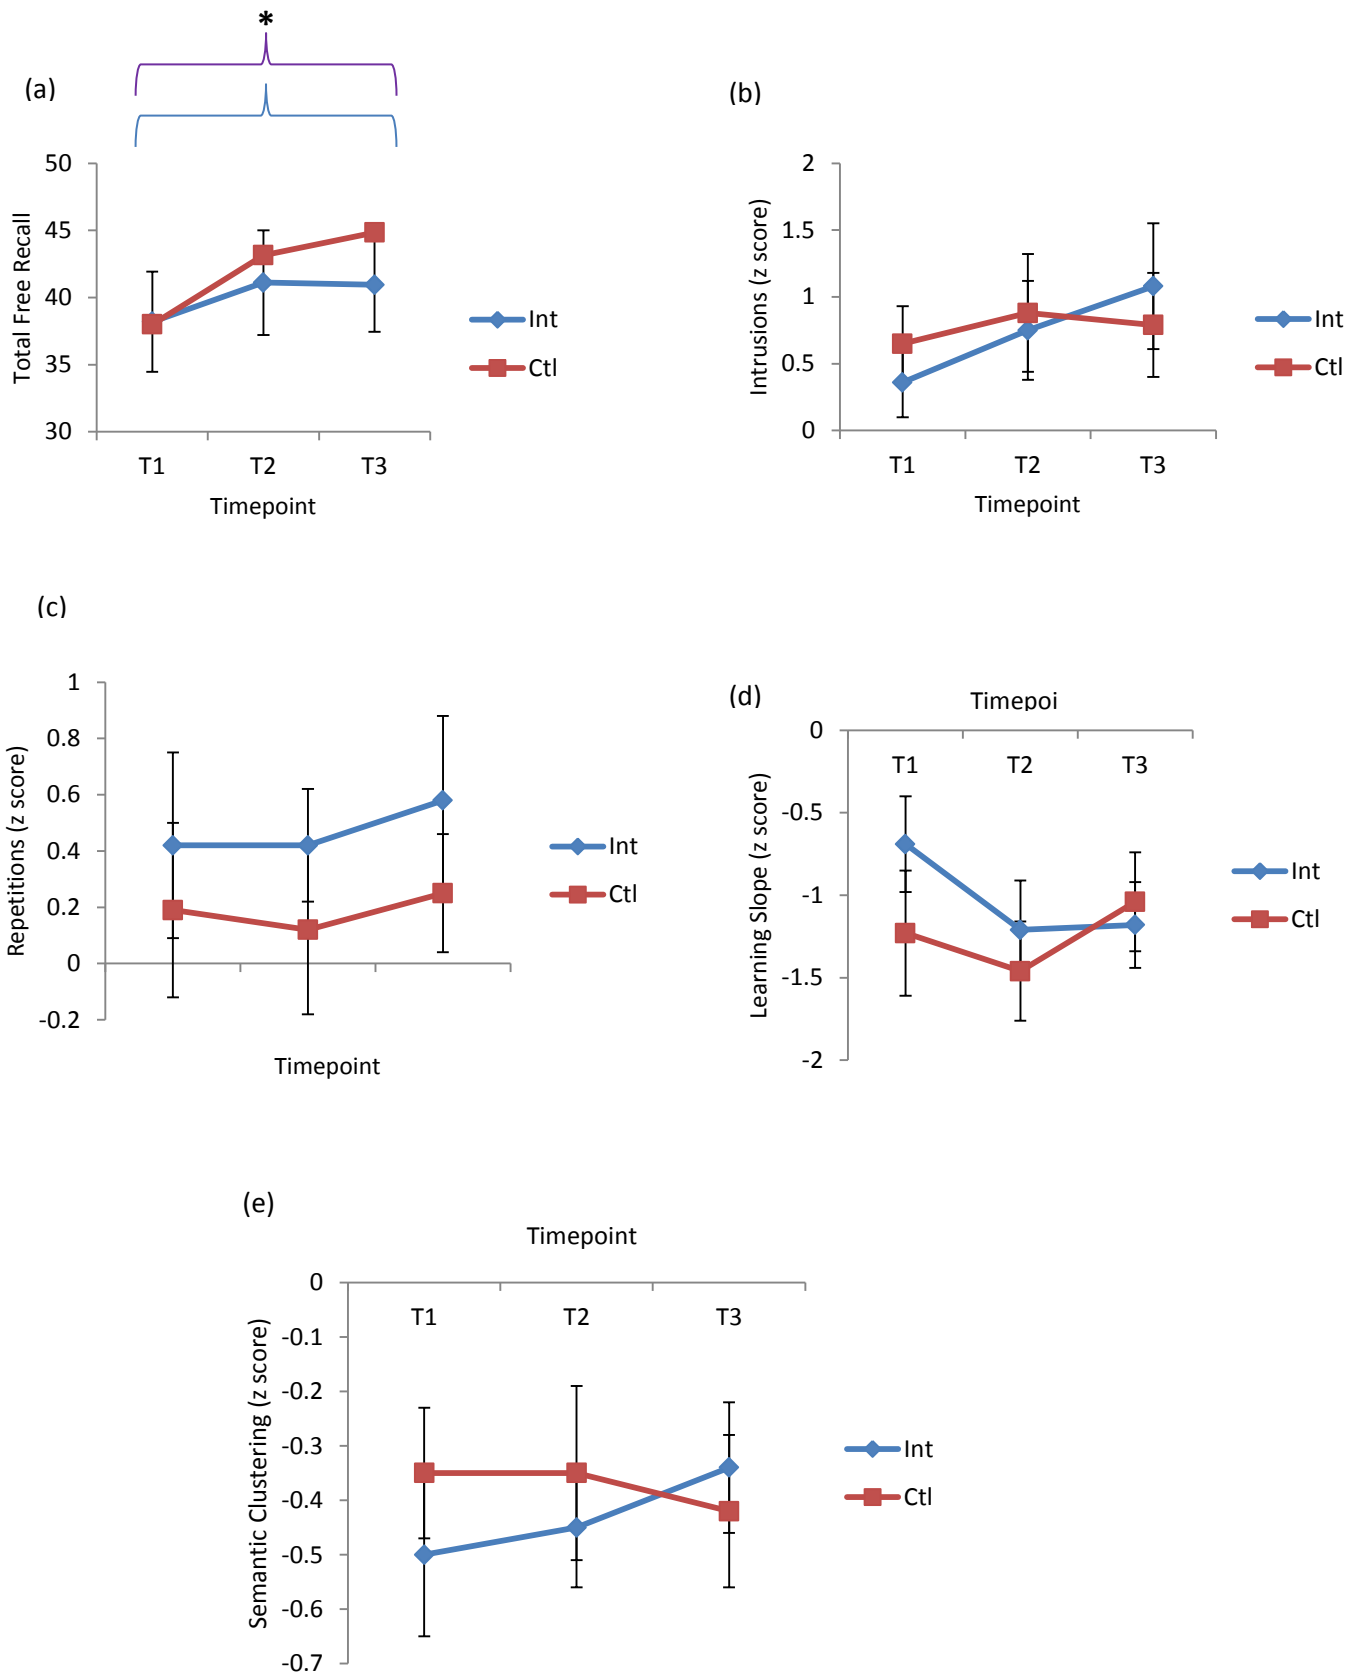 *
(a)
50
45
40
35
30
Total Free Recall
T1 T2 T3
Timepoint
Int
Ctl
(b)
2
1.5
1
0.5
0
Intrusions (z score)
T1 T2 T3
Timepoint
Int
Ctl
(c)
1
0.8
0.6
0.4
0.2
0
-0.2
Repetitions (z score)
Timepoint
Int
Ctl
(d)
Timepoi
0
-0.5
-1
-1.5
-2
Learning Slope (z score)
T1 T2 T3
Int
Ctl
(e)
Timepoint
0
-0.1
-0.2
-0.3
-0.4
-0.5
-0.6
-0.7
Semantic Clustering (z score)
T1 T2 T3
Int
Ctl